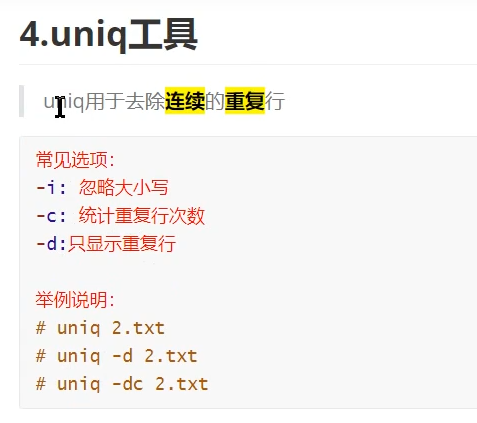 4.uniq工具
uniq用于去除连续的重复行
常见选项：
-i: 忽略大小写
-c: 统计重复行次数
-d:只显示重复行
举例说明：
# uniq 2.txt
# uniq -d 2.txt
# uniq -dc 2.txt